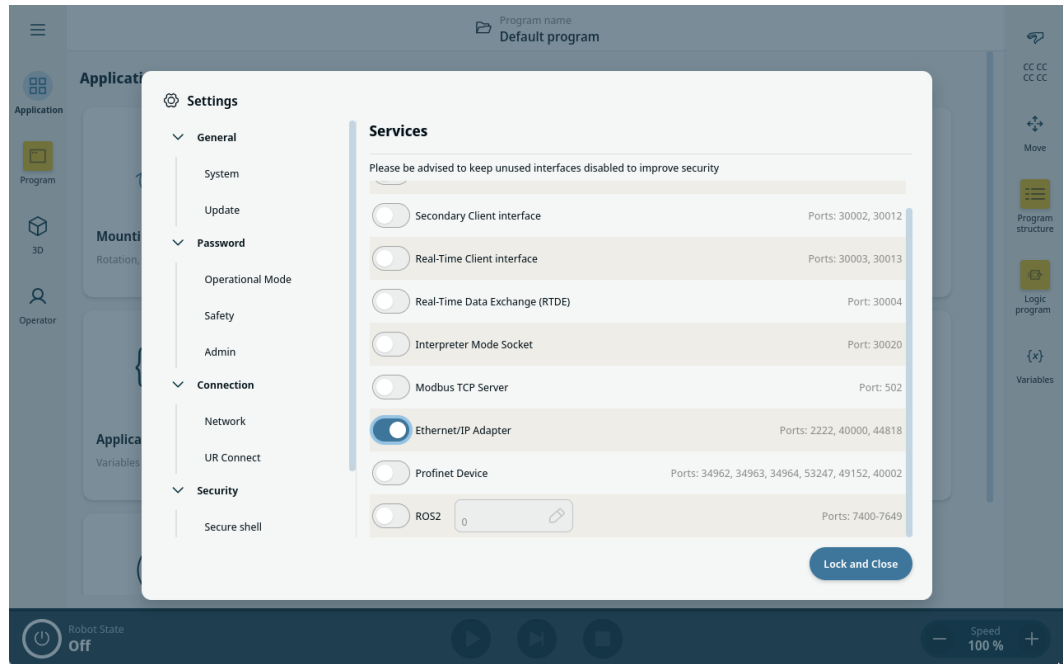 Program name
Default program
Applicati
Application
Program
3D
Operator
Mounti
Rotation,
Applica
Variables
Settings
General
System
Update
Password
Operational Mode
Safety
Admin
Connection
Network
UR Connect
Security
Secure shell
Services
Please be advised to keep unused interfaces disabled to improve security
Secondary Client interface Ports: 30002, 30012
Real-Time Client interface Ports: 30003, 30013
Real-Time Data Exchange (RTDE) Port: 30004
Interpreter Mode Socket Port: 30020
Modbus TCP Server Port: 502
Ethernet/IP Adapter Ports: 2222, 40000, 44818
Profinet Device Ports: 34962, 34963, 34964, 53247, 49152, 40002
ROS2 0 Ports: 7400-7649
Lock and Close
CC CC
CC CC
Move
Program
structure
Logic
program
{x}
Variables
Robot State
Off
Speed
100 %